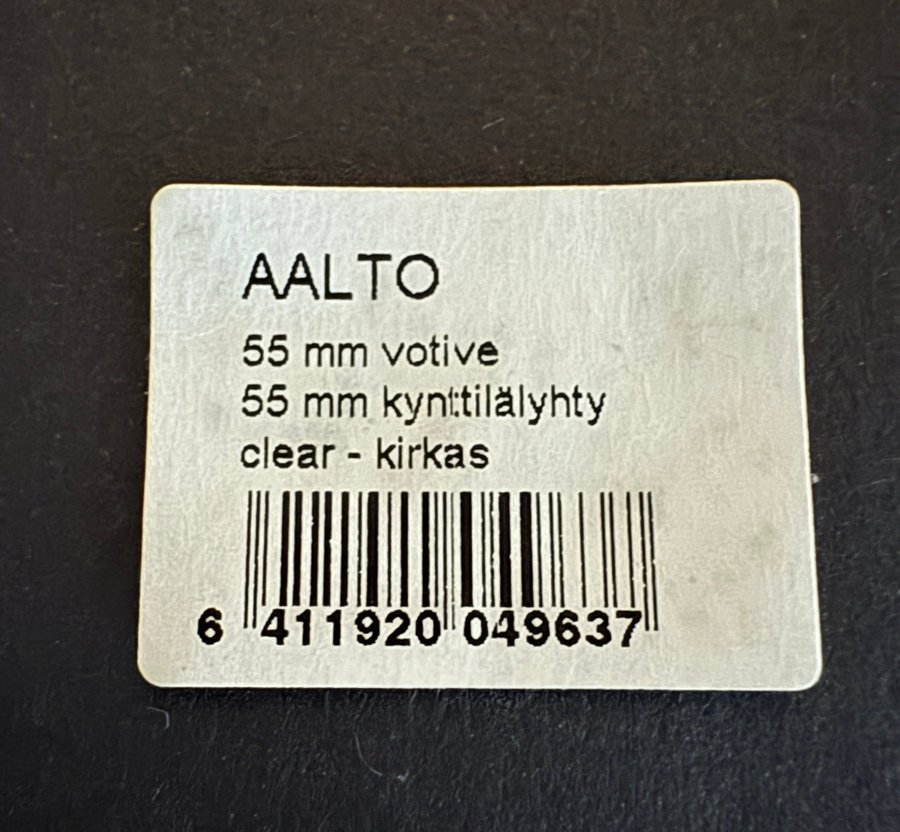 AALTO
55 mm votive
55 mm kynttilälyhty
clear - kirkas
6 411920 049637